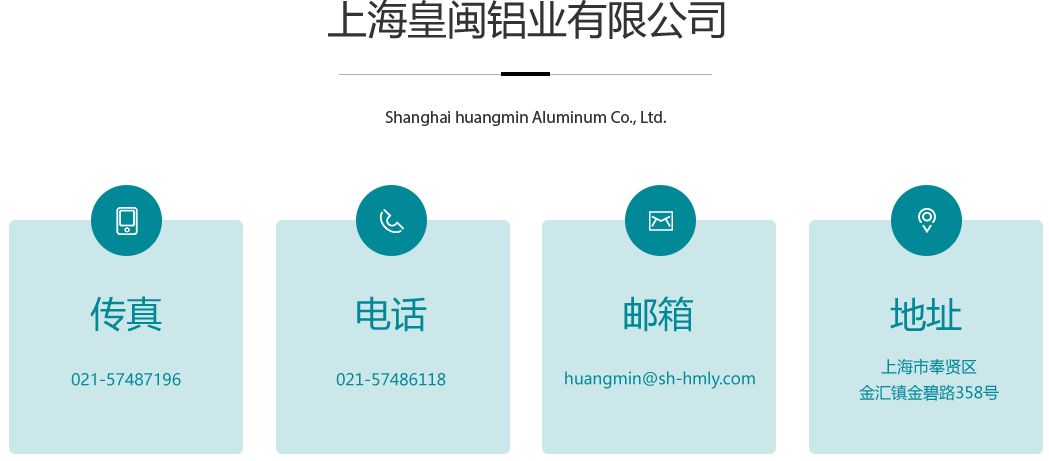 上海皇闽铝业有限公司
Shanghai huangmin Aluminum Co., Ltd.
传真
021-57487196
电话
021-57486118
邮箱
huangmin@sh-hmly.com
地址
上海市奉贤区
金汇镇金碧路358号